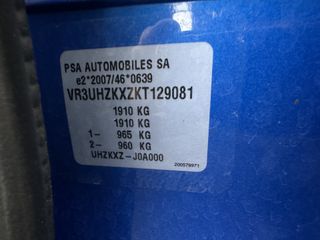 PSA AUTOMOBILES SA
e2*2007/46*0639
VR3UHZKXZKT129081
1910 KG
1910 KG
1- 965 KG
2- 960 KG
UHZKXZ-J0A000
200579971